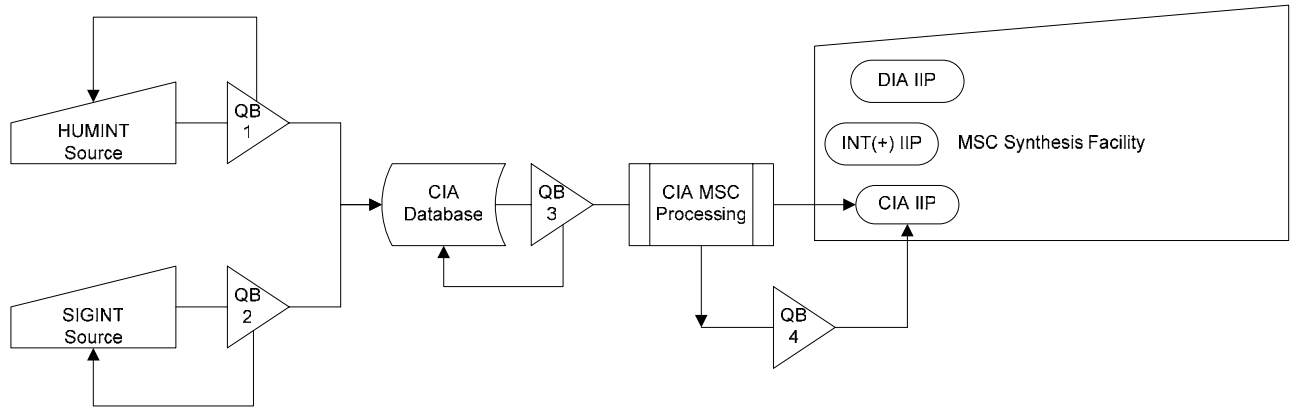 QB
1
HUMINT
Source
DIA IIP
INT(+) IIP
MSC Synthesis Facility
CIA
Database
QB
3
CIA MSC
Processing
CIA IIP
QB
2
SIGINT
Source
QB
4